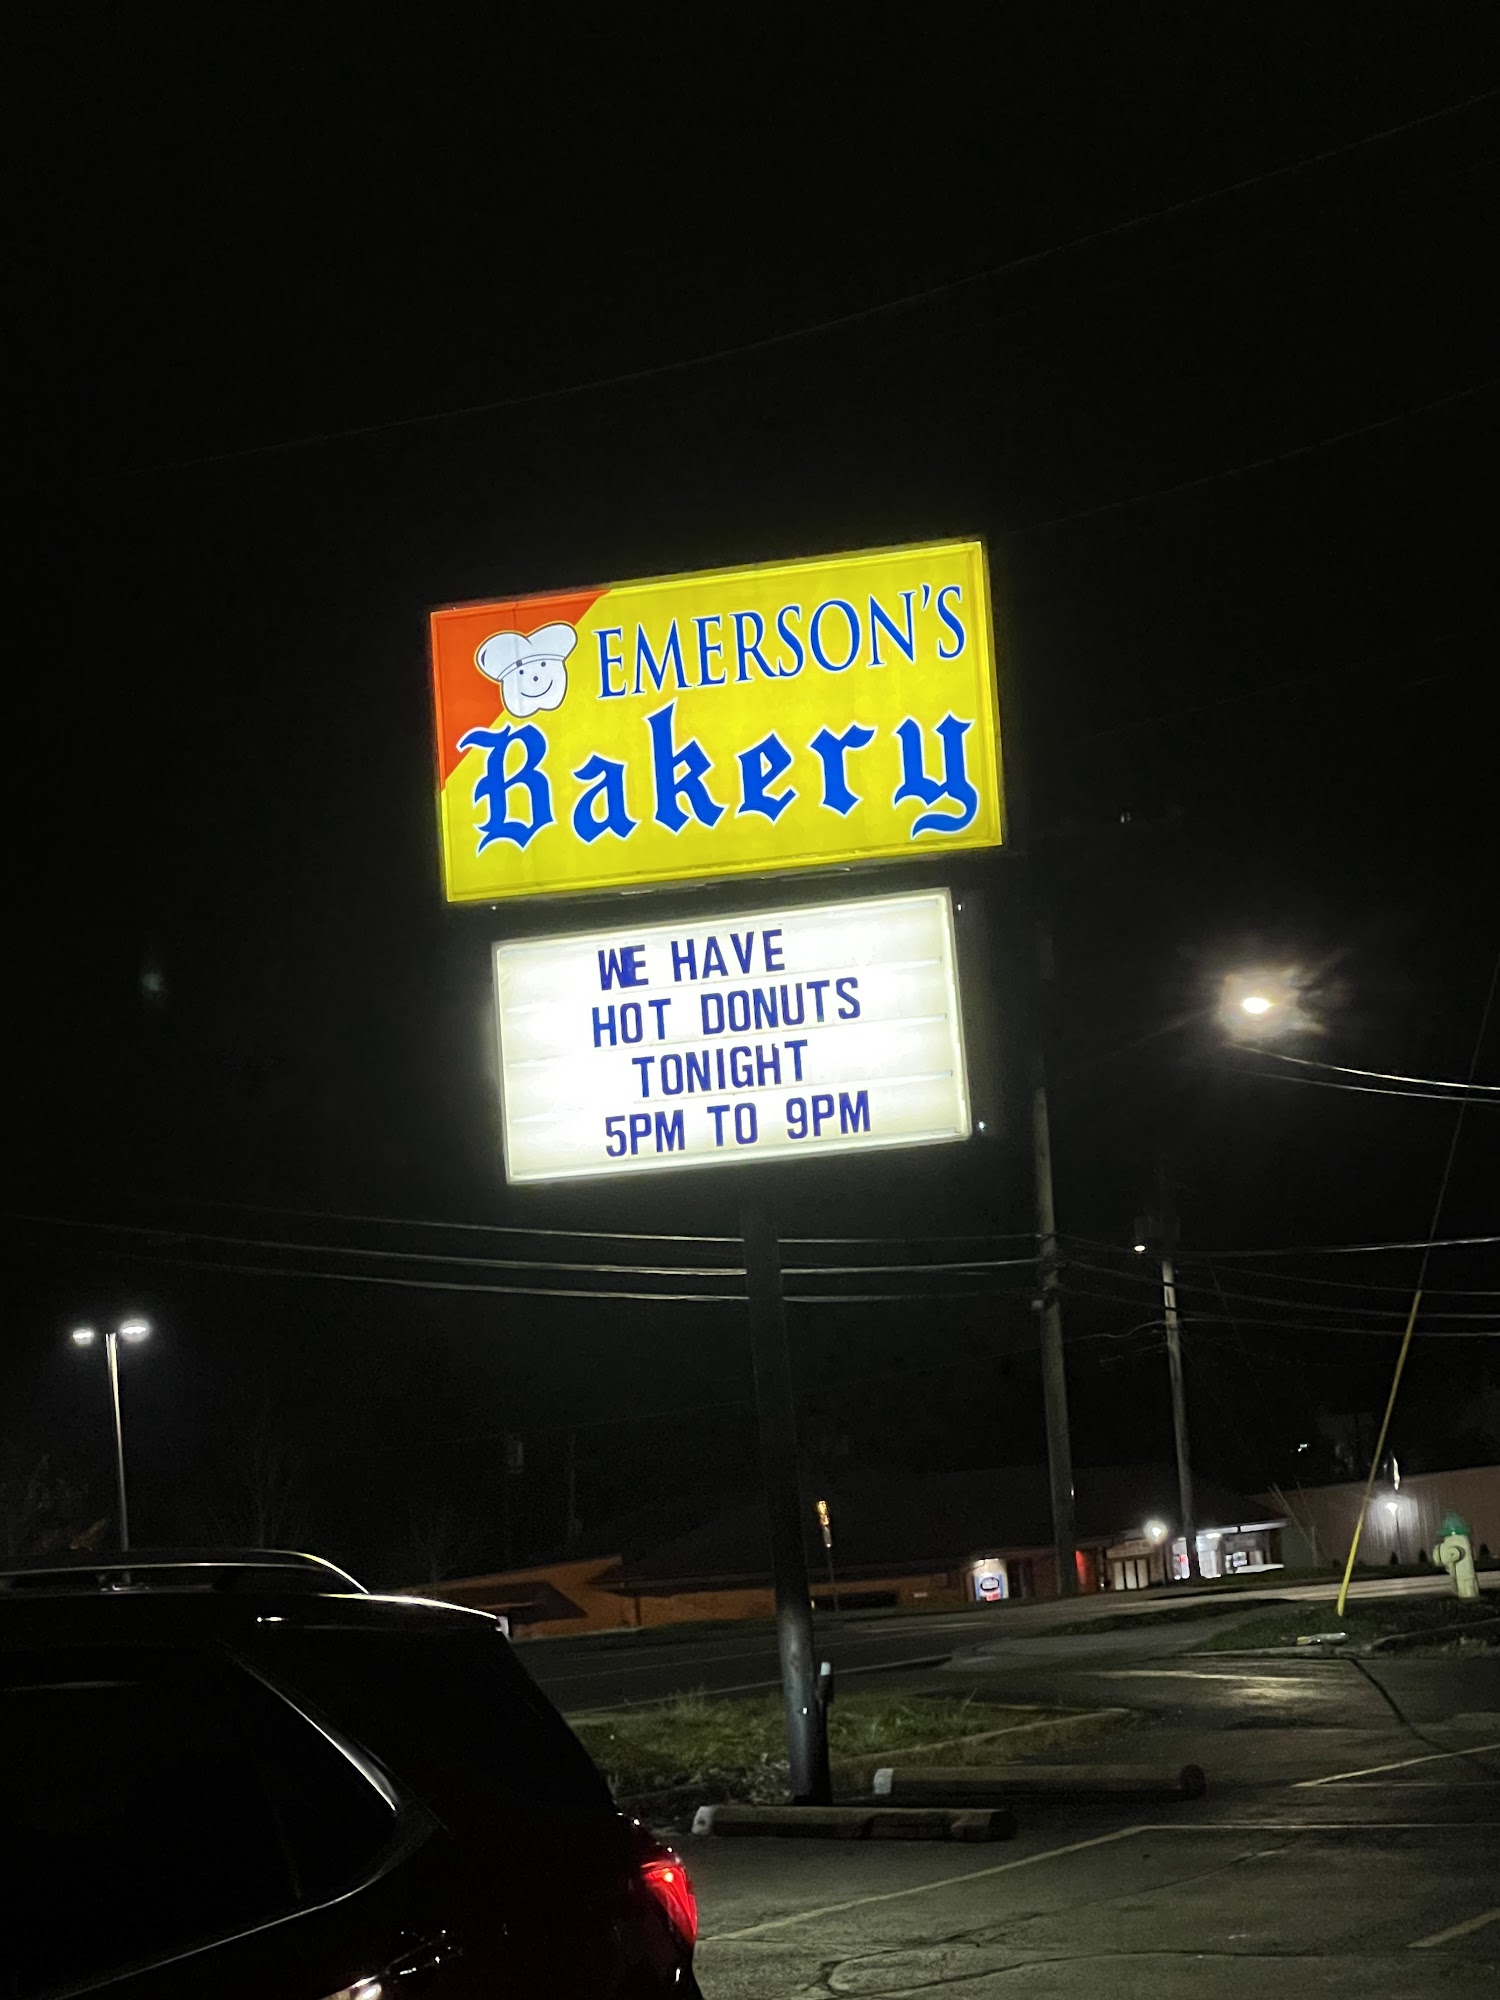 EMERSON'S
Bakery
WE HAVE
HOT DONUTS
TONIGHT
5PM TO 9PM